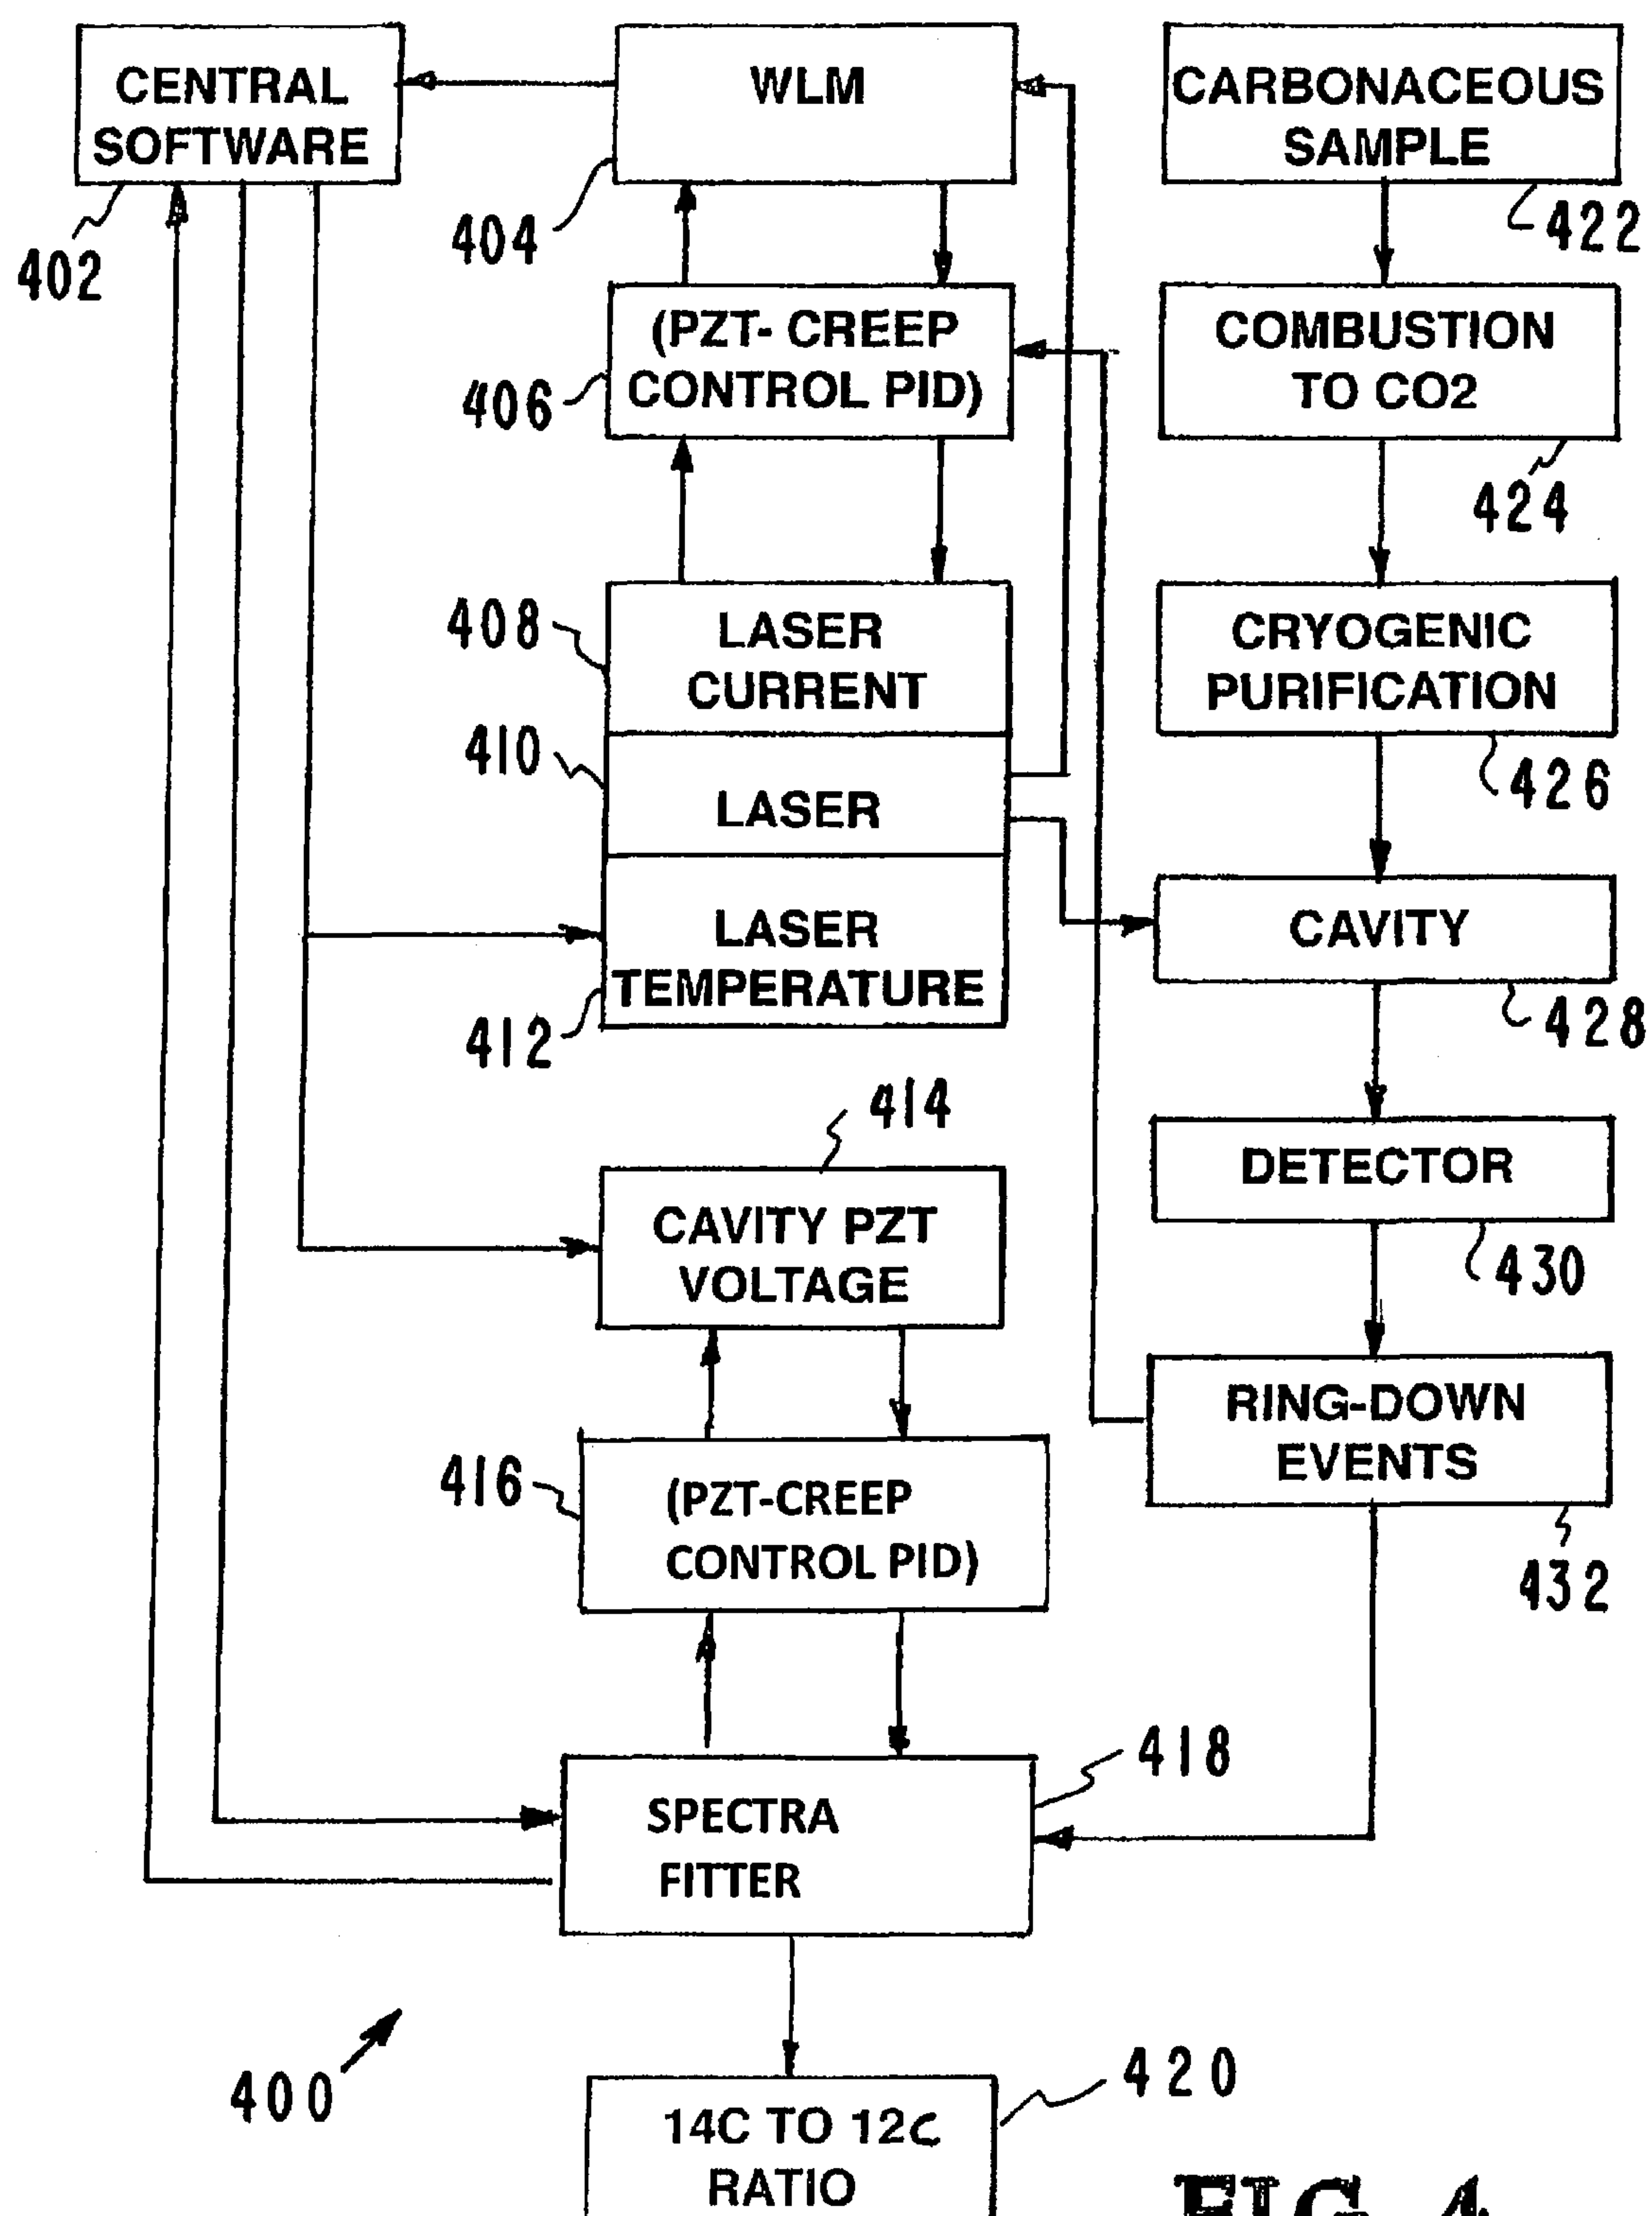 CENTRAL
SOFTWARE
402
WLM
404
CARBONACEOUS
SAMPLE
422
(PZT- CREEP
CONTROL PID)
406
COMBUSTION
TO CO2
424
LASER
CURRENT
408
CRYOGENIC
PURIFICATION
426
LASER
410
LASER
TEMPERATURE
412
CAVITY
428
DETECTOR
430
414
CAVITY PZT
VOLTAGE
RING-DOWN
EVENTS
432
416
(PZT-CREEP
CONTROL PID)
418
SPECTRA
FITTER
400
420
14C TO 12C
RATIO
FIG. 4